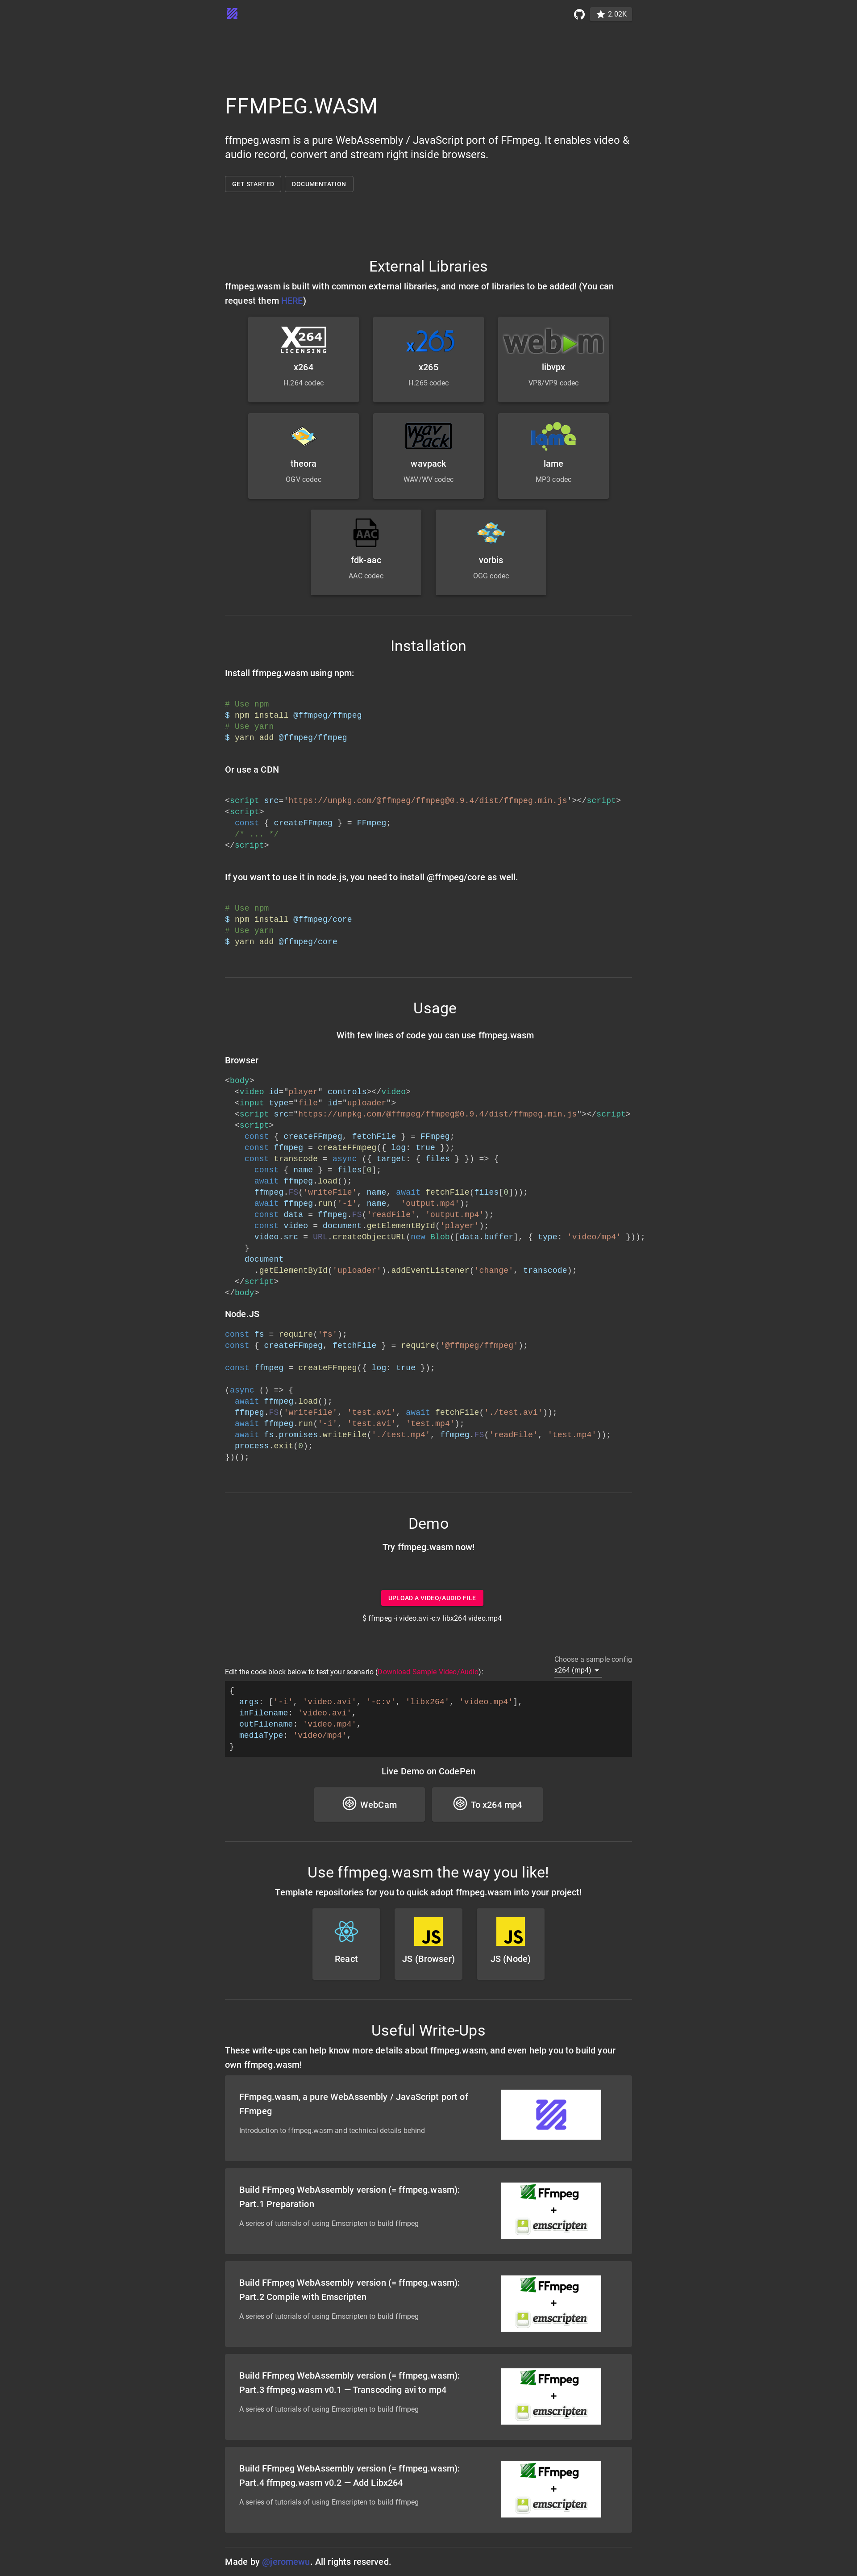 2.02K
FFMPEG.WASM
ffmpeg.wasm is a pure WebAssembly / JavaScript port of FFmpeg. It enables video &
audio record, convert and stream right inside browsers.
GET STARTED
DOCUMENTATION
External Libraries
ffmpeg.wasm is built with common external libraries, and more of libraries to be added! (You can
request them HERE)
X264
LICENSING
x264
H.264 codec
x265
x265
H.265 codec
webm
libvpx
VP8/VP9 codec
theora
OGV codec
WavPack
wavpack
WAV/WV codec
lame
lame
MP3 codec
AAC
fdk-aac
AAC codec
vorbis
OGG codec
Installation
Install ffmpeg.wasm using npm:
# Use npm
$ npm install @ffmpeg/ffmpeg
# Use yarn
$ yarn add @ffmpeg/ffmpeg
Or use a CDN
<script src='https://unpkg.com/@ffmpeg/ffmpeg@0.9.4/dist/ffmpeg.min.js'></script>
<script>
  const { createFFmpeg } = FFmpeg;
  /* ... */
</script>
If you want to use it in node.js, you need to install @ffmpeg/core as well.
# Use npm
$ npm install @ffmpeg/core
# Use yarn
$ yarn add @ffmpeg/core
Usage
With few lines of code you can use ffmpeg.wasm
Browser
<body>
  <video id="player" controls></video>
  <input type="file" id="uploader">
  <script src="https://unpkg.com/@ffmpeg/ffmpeg@0.9.4/dist/ffmpeg.min.js"></script>
  <script>
    const { createFFmpeg, fetchFile } = FFmpeg;
    const ffmpeg = createFFmpeg({ log: true });
    const transcode = async ({ target: { files } }) => {
      const { name } = files[0];
      await ffmpeg.load();
      ffmpeg.FS('writeFile', name, await fetchFile(files[0]));
      await ffmpeg.run('-i', name,  'output.mp4');
      const data = ffmpeg.FS('readFile', 'output.mp4');
      const video = document.getElementById('player');
      video.src = URL.createObjectURL(new Blob([data.buffer], { type: 'video/mp4' }));
    }
    document
      .getElementById('uploader').addEventListener('change', transcode);
  </script>
</body>
Node.JS
const fs = require('fs');
const { createFFmpeg, fetchFile } = require('@ffmpeg/ffmpeg');
const ffmpeg = createFFmpeg({ log: true });
(async () => {
  await ffmpeg.load();
  ffmpeg.FS('writeFile', 'test.avi', await fetchFile('./test.avi'));
  await ffmpeg.run('-i', 'test.avi', 'test.mp4');
  await fs.promises.writeFile('./test.mp4', ffmpeg.FS('readFile', 'test.mp4'));
  process.exit(0);
})();
Demo
Try ffmpeg.wasm now!
UPLOAD A VIDEO/AUDIO FILE
$ ffmpeg -i video.avi -c:v libx264 video.mp4
Choose a sample config
x264 (mp4)
Edit the code block below to test your scenario (Download Sample Video/Audio):
{
  args: ['-i', 'video.avi', '-c:v', 'libx264', 'video.mp4'],
  inFilename: 'video.avi',
  outFilename: 'video.mp4',
  mediaType: 'video/mp4',
}
Live Demo on CodePen
WebCam
To x264 mp4
Use ffmpeg.wasm the way you like!
Template repositories for you to quick adopt ffmpeg.wasm into your project!
React
JS
JS (Browser)
JS
JS (Node)
Useful Write-Ups
These write-ups can help know more details about ffmpeg.wasm, and even help you to build your
own ffmpeg.wasm!
FFmpeg.wasm, a pure WebAssembly / JavaScript port of
FFmpeg
Introduction to ffmpeg.wasm and technical details behind
Build FFmpeg WebAssembly version (= ffmpeg.wasm):
Part.1 Preparation
A series of tutorials of using Emscripten to build ffmpeg
FFmpeg
+
emscripten
Build FFmpeg WebAssembly version (= ffmpeg.wasm):
Part.2 Compile with Emscripten
A series of tutorials of using Emscripten to build ffmpeg
FFmpeg
+
emscripten
Build FFmpeg WebAssembly version (= ffmpeg.wasm):
Part.3 ffmpeg.wasm v0.1 — Transcoding avi to mp4
A series of tutorials of using Emscripten to build ffmpeg
FFmpeg
+
emscripten
Build FFmpeg WebAssembly version (= ffmpeg.wasm):
Part.4 ffmpeg.wasm v0.2 — Add Libx264
A series of tutorials of using Emscripten to build ffmpeg
FFmpeg
+
emscripten
Made by @jeromewu. All rights reserved.